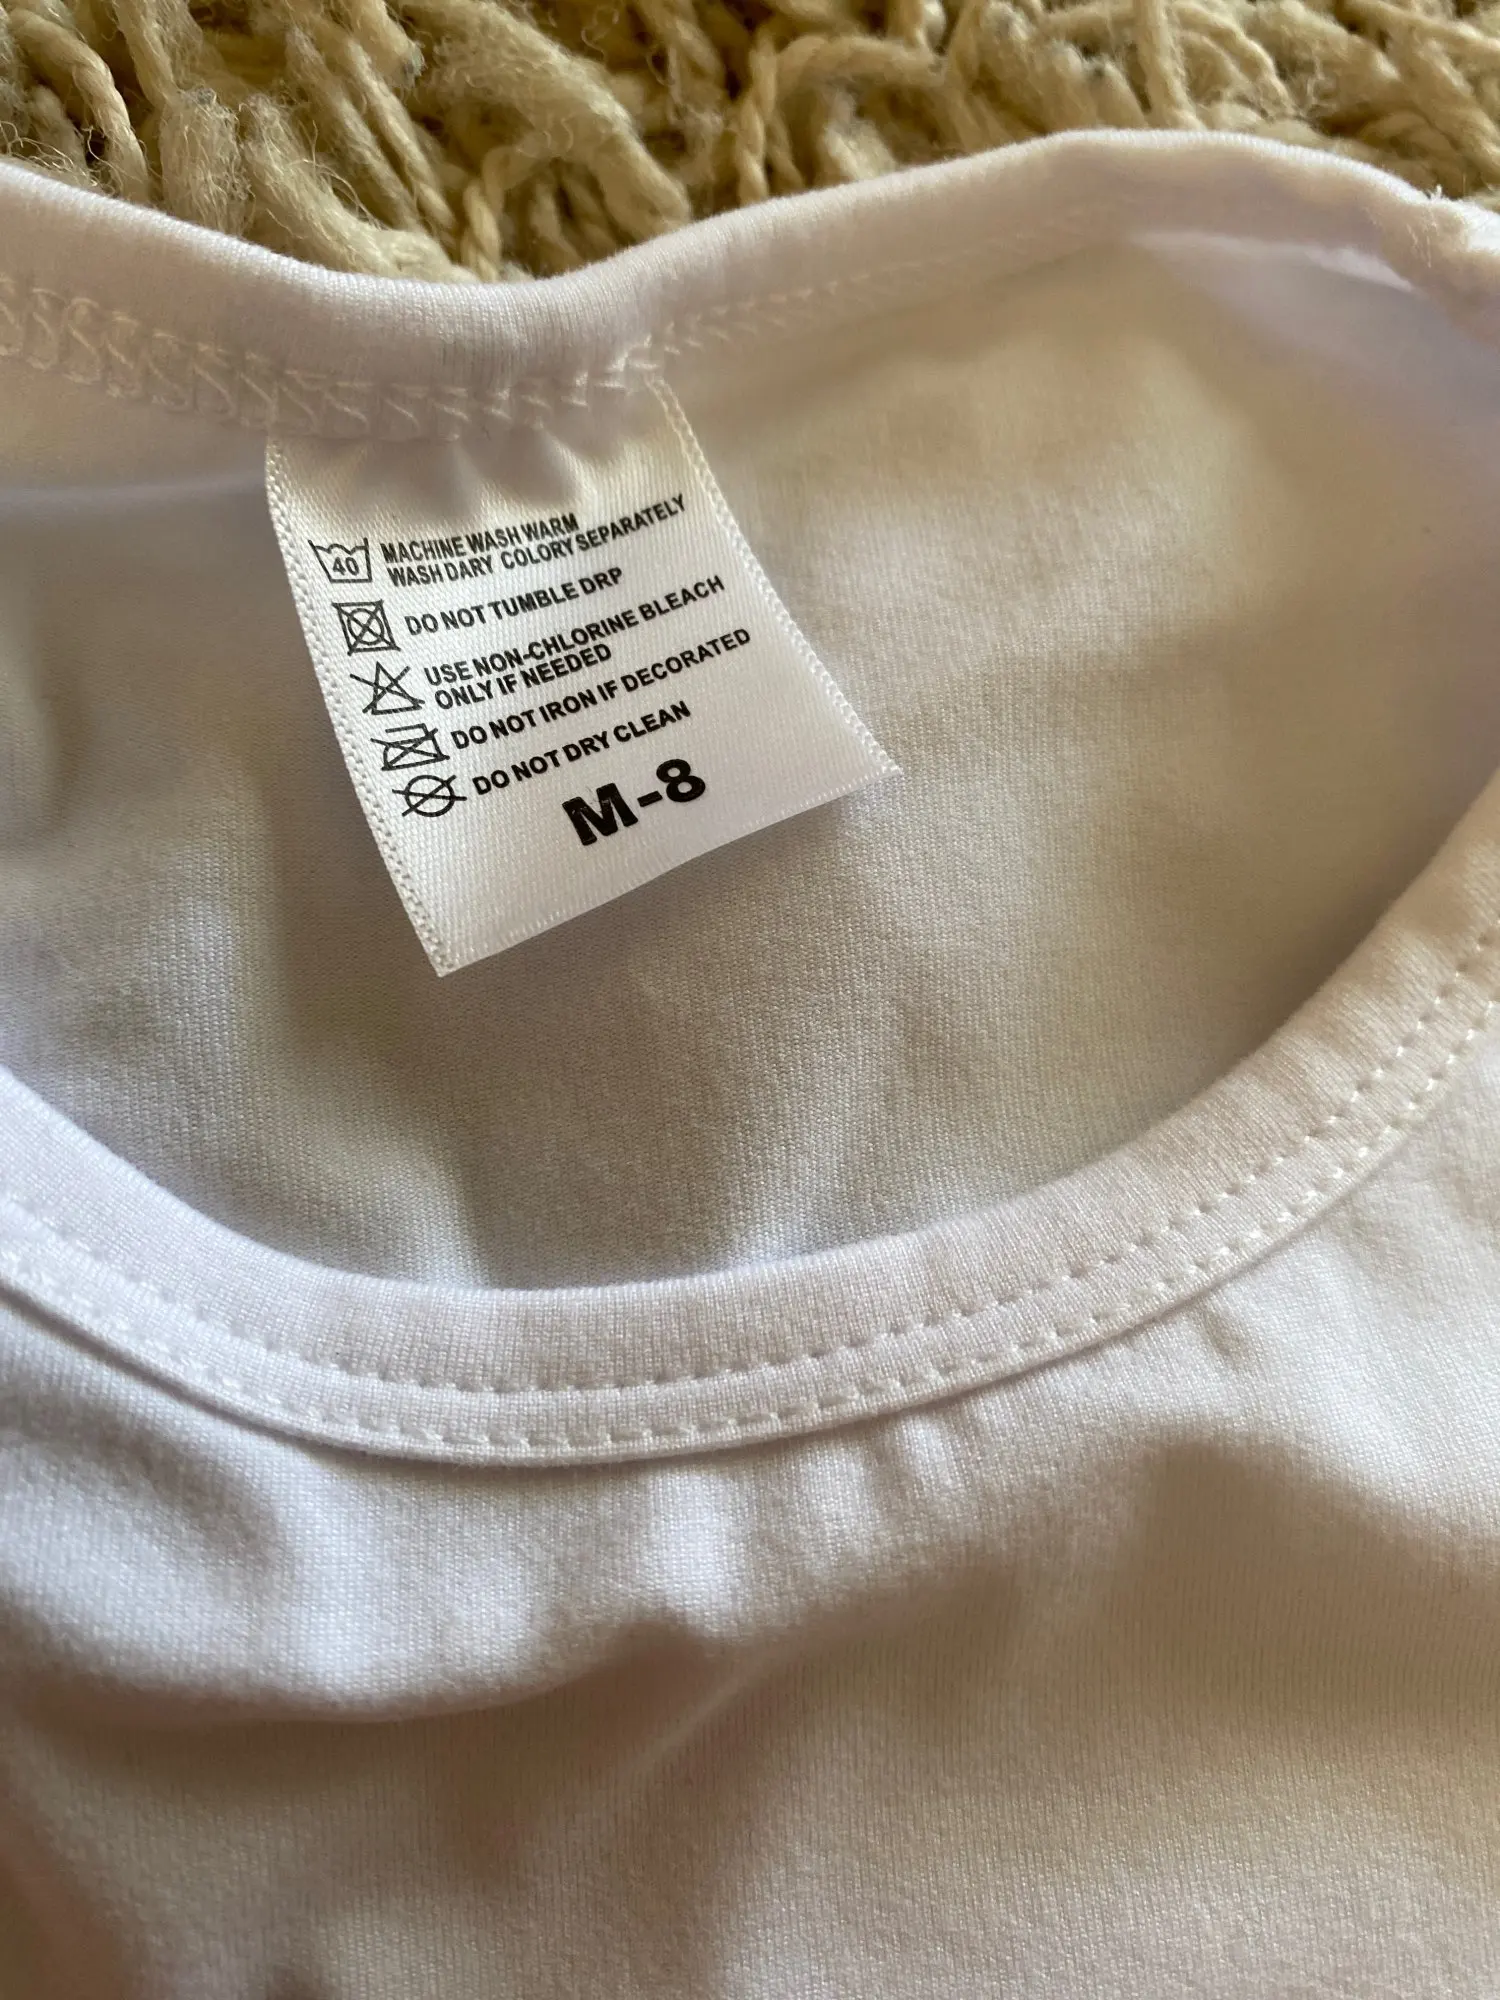 40 MACHINE WASH WARM
WASH DARY COLORY SEPARATELY
DO NOT TUMBLE DRP
USE NON-CHLORINE BLEACH
ONLY IF NEEDED
DO NOT IRON IF DECORATED
DO NOT DRY CLEAN
M-8